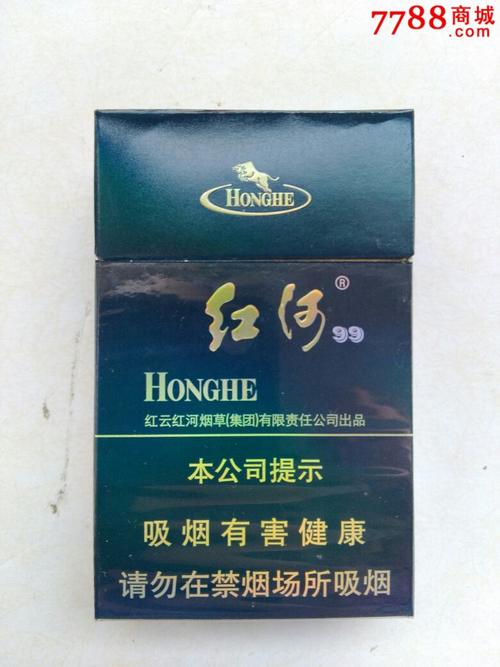 7788商城
.com
HONGHE
红河®99
HONGHE
红云红河烟草(集团)有限责任公司出品
本公司提示
吸烟有害健康
请勿在禁烟场所吸烟